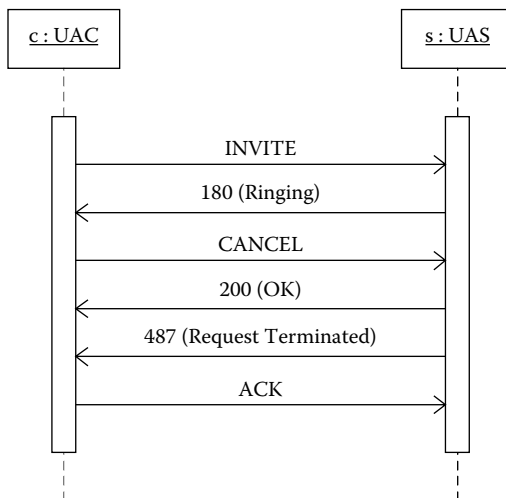 c : UAC
s : UAS
INVITE
180 (Ringing)
CANCEL
200 (OK)
487 (Request Terminated)
ACK